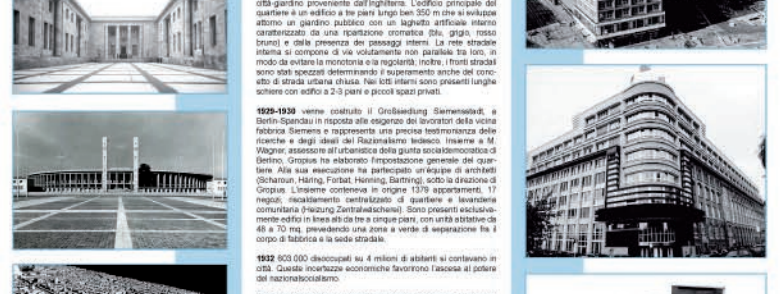 città-giardino proveniente dall'Inghilterra. L'edificio principale del
quartiere è un edificio a tre piani lungo ben 350 m che si sviluppa
attorno un giardino pubblico con un laghetto artificiale interno
caratterizzato da una ripartizione cromatica (blu, grigio, rosso
bruno) e dalla presenza dei passaggi interni. La rete stradale
interna si compone di vie volutamente non parallele tra loro, in
modo da evitare la monotonia e la regolarità; inoltre, i fronti stradali
sono stati spezzati determinando il superamento anche del conc-
etto di strada urbana chiusa. Nei lotti interni sono presenti lunghe
schiere con edifici a 2-3 piani e piccoli spazi privati.
1929-1930 venne costruito il Großsiedlung Siemensstadt, a
Berlin-Spandau in risposta alle esigenze dei lavoratori della vicina
fabbrica Siemens e rappresenta una precisa testimonianza delle
ricerche e degli ideali del Razionalismo tedesco. Insieme a M.
Wagner, assessore all'urbanistica della giunta socialdemocratica di
Berlino, Gropius ha elaborato l'impostazione generale del quar-
tiere. Alla sua esecuzione ha partecipato un'équipe di architetti
(Scharoun, Häring, Forbat, Henning, Bartning), sotto la direzione di
Gropius. L'insieme conteneva in origine 1379 appartamenti, 17
negozi, riscaldamento centralizzato di quartiere e lavanderia
comunitaria (Heizung Zentralwäscherei). Sono presenti esclusiva-
mente edifici in linea alti da tre a cinque piani, con unità abitative da
48 a 70 mq, prevedendo una zona a verde di separazione fra il
corpo di fabbrica e la sede stradale.
1932 603.000 disoccupati su 4 milioni di abitanti si contavano in
città. Queste incertezze economiche favorirono l'ascesa al potere
del nazionalsocialismo.